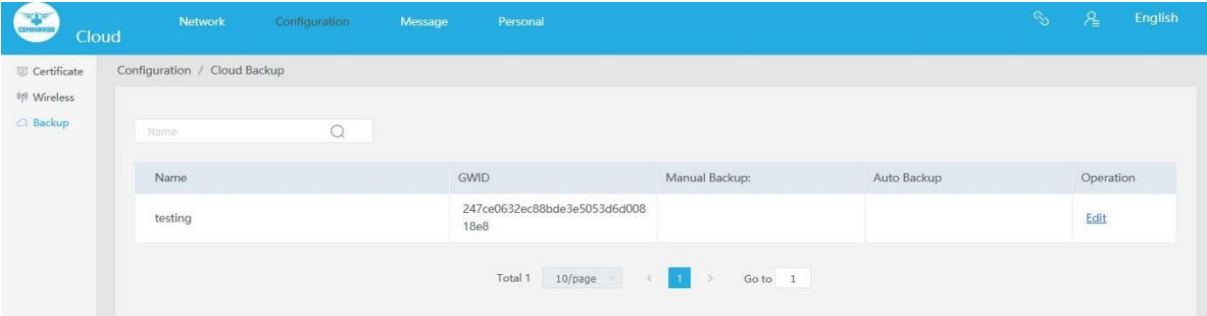 COMMANDO
Cloud
Network Configuration Message Personal English
Certificate
Wireless
Backup
Configuration / Cloud Backup
Name
Name GWID Manual Backup: Auto Backup Operation
testing 247ce0632ec88bde3e5053d6d008 Edit
18e8
Total 1 10/page < 1 > Go to 1